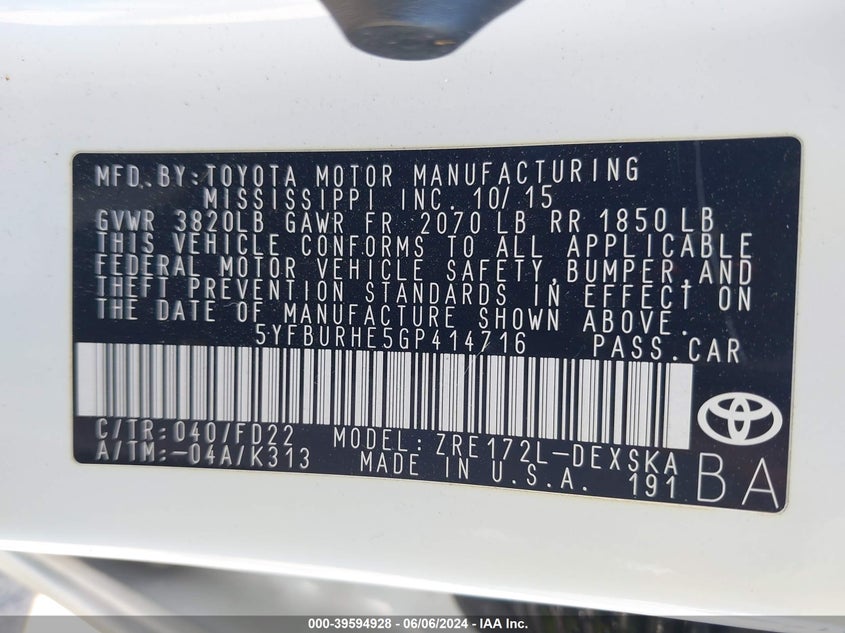 MFD. BY:TOYOTA MOTOR MANUFACTURING
MISSISSIPPI INC. 10/15
GVWR 3820LB GAWR FR 2070 LB RR 1850 LB
THIS VEHICLE CONFORMS TO ALL APPLICABLE
FEDERAL MOTOR VEHICLE SAFETY,BUMPER,AND
THEFT PREVENTION STANDARDS IN EFFECT ON
THE DATE OF MANUFACTURE SHOWN ABOVE.
5YFBURHE5GP414716 PASS.CAR
C/TR:040/FD22 MODEL: ZRE172L-DEXSKA
A/TM:-04A/K313 MADE IN U.S.A. 191 BA
000-39594928 - 06/06/2024 - IAA Inc.